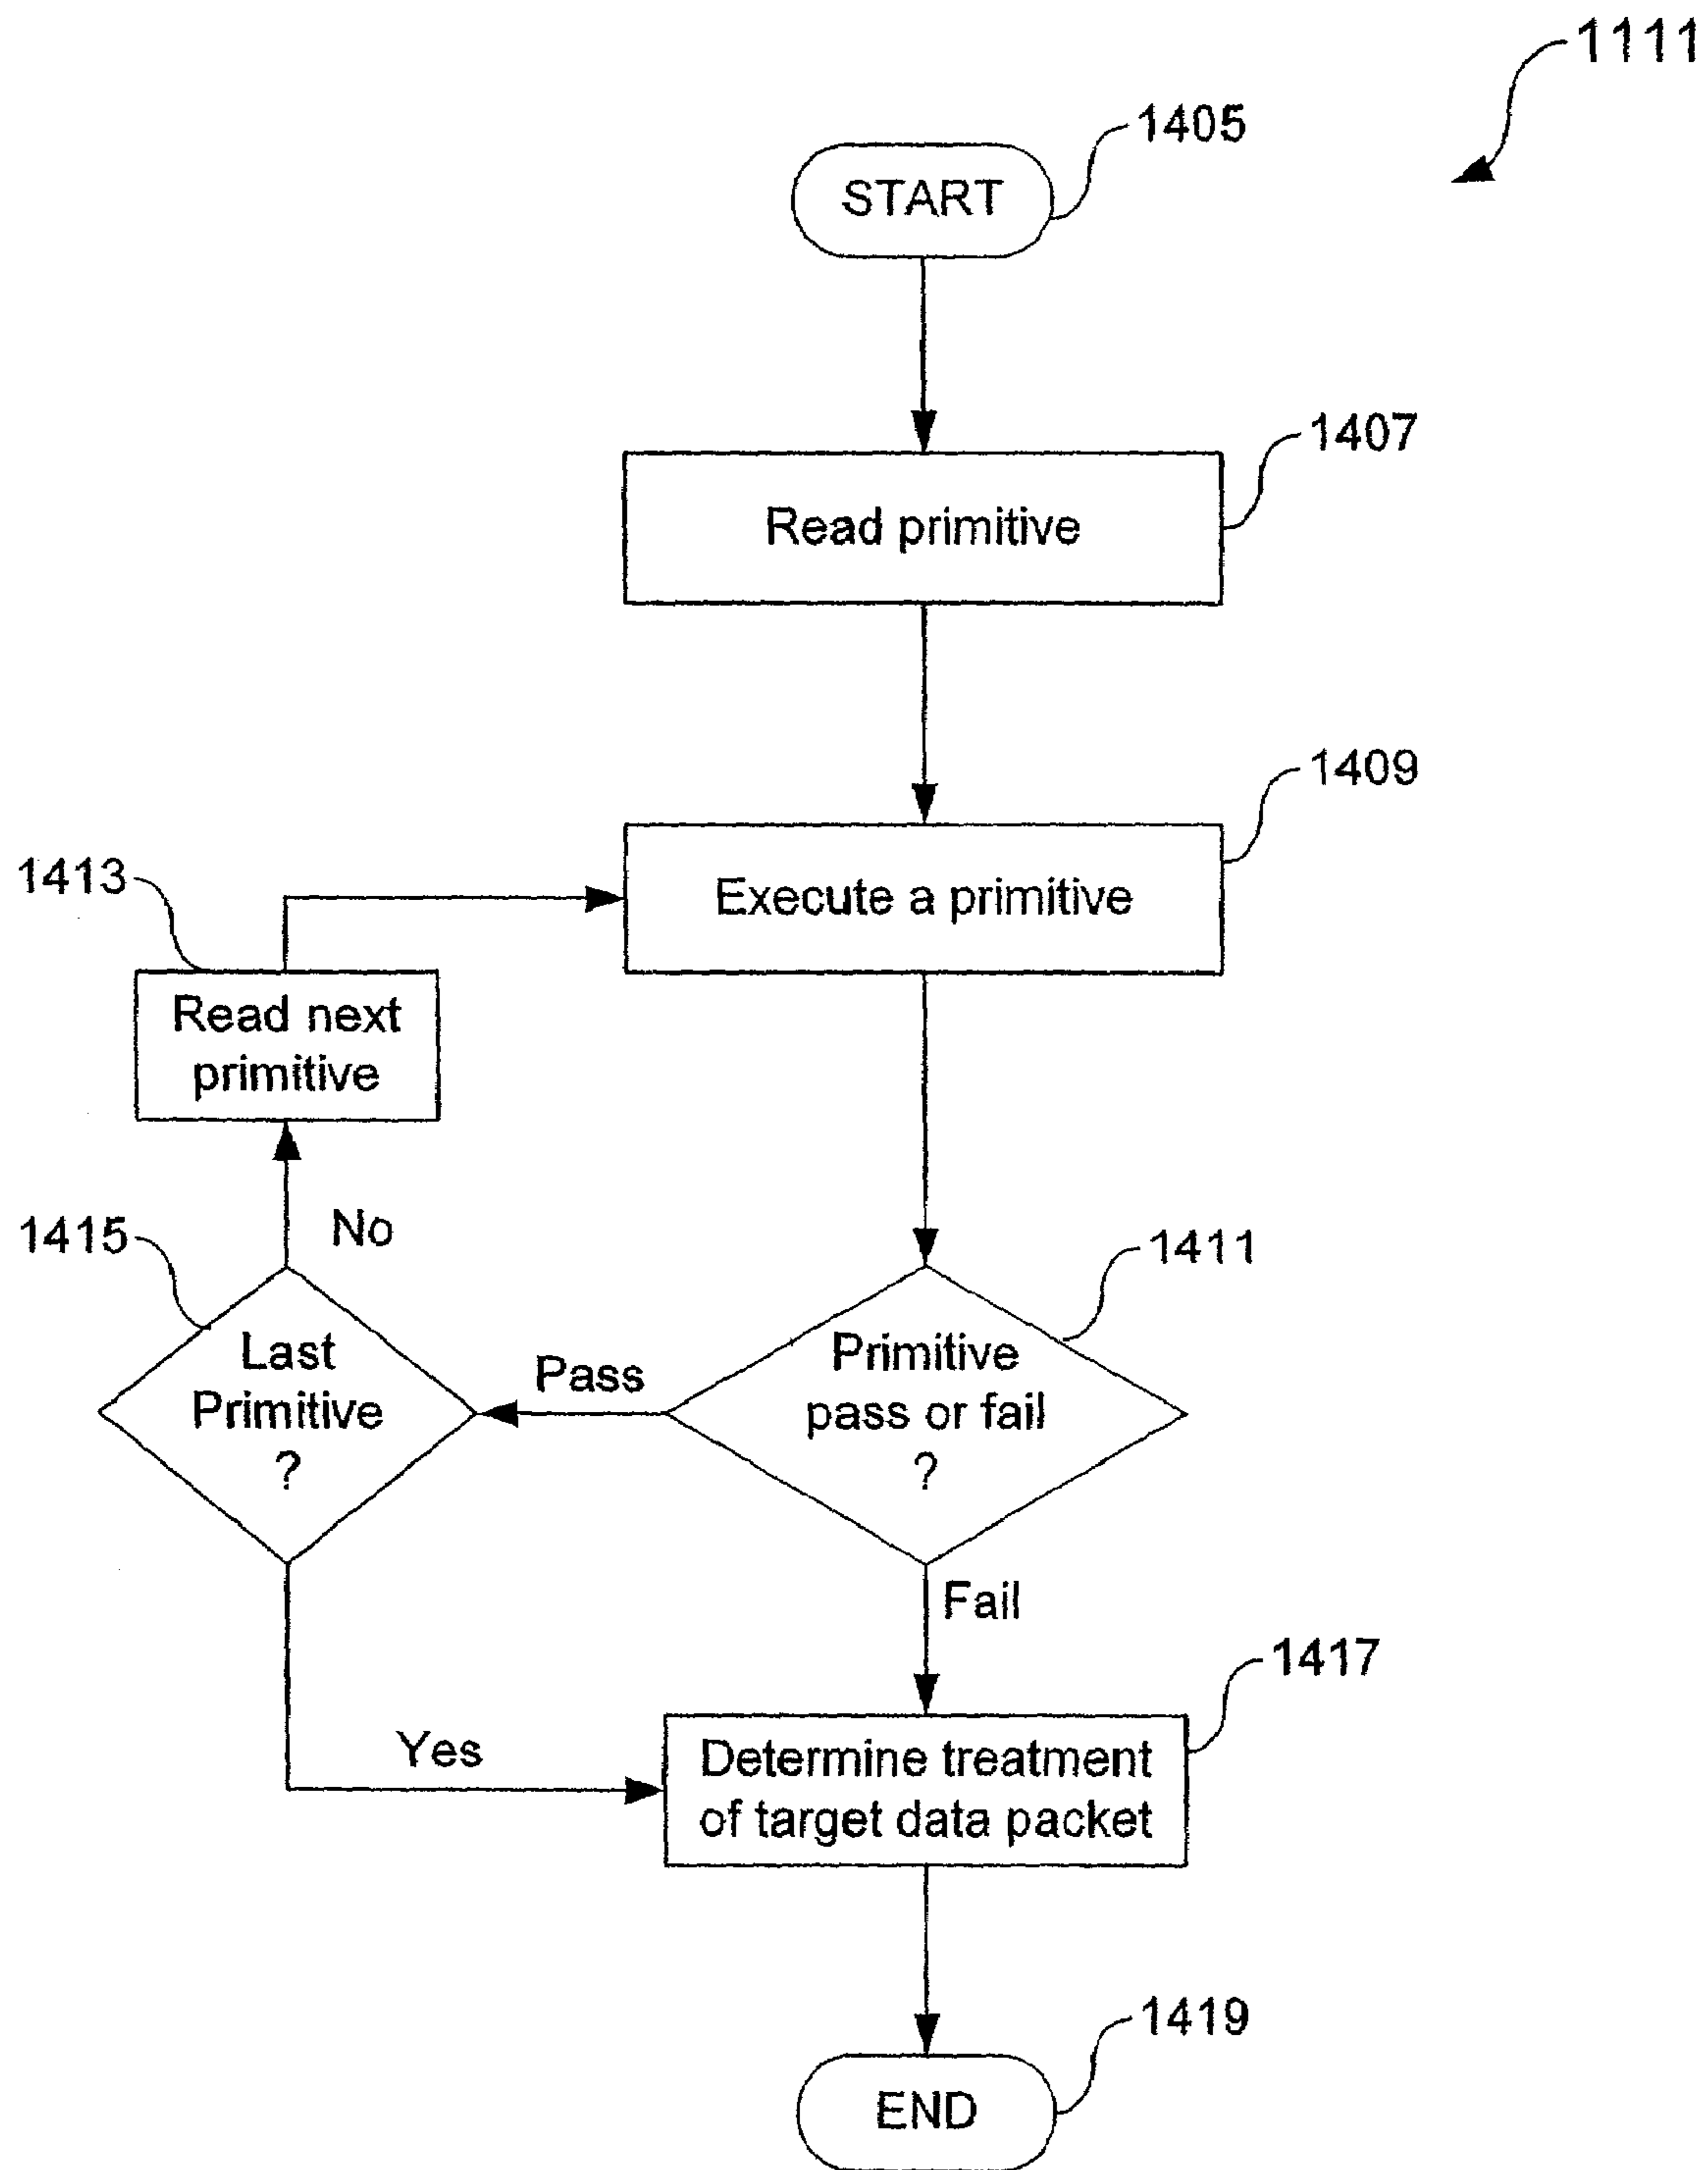 1111
1405
START
1407
Read primitive
1409
Execute a primitive
1413
Read next
primitive
No
1415
1411
Last
Primitive
?
Pass
Primitive
pass or fail
?
Fail
1417
Yes
Determine treatment
of target data packet
1419
END